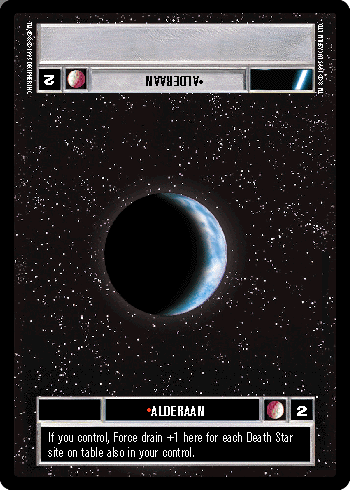 2
•ALDERAAN
•ALDERAAN
2
If you control, Force drain +1 here for each Death Star
site on table also in your control.